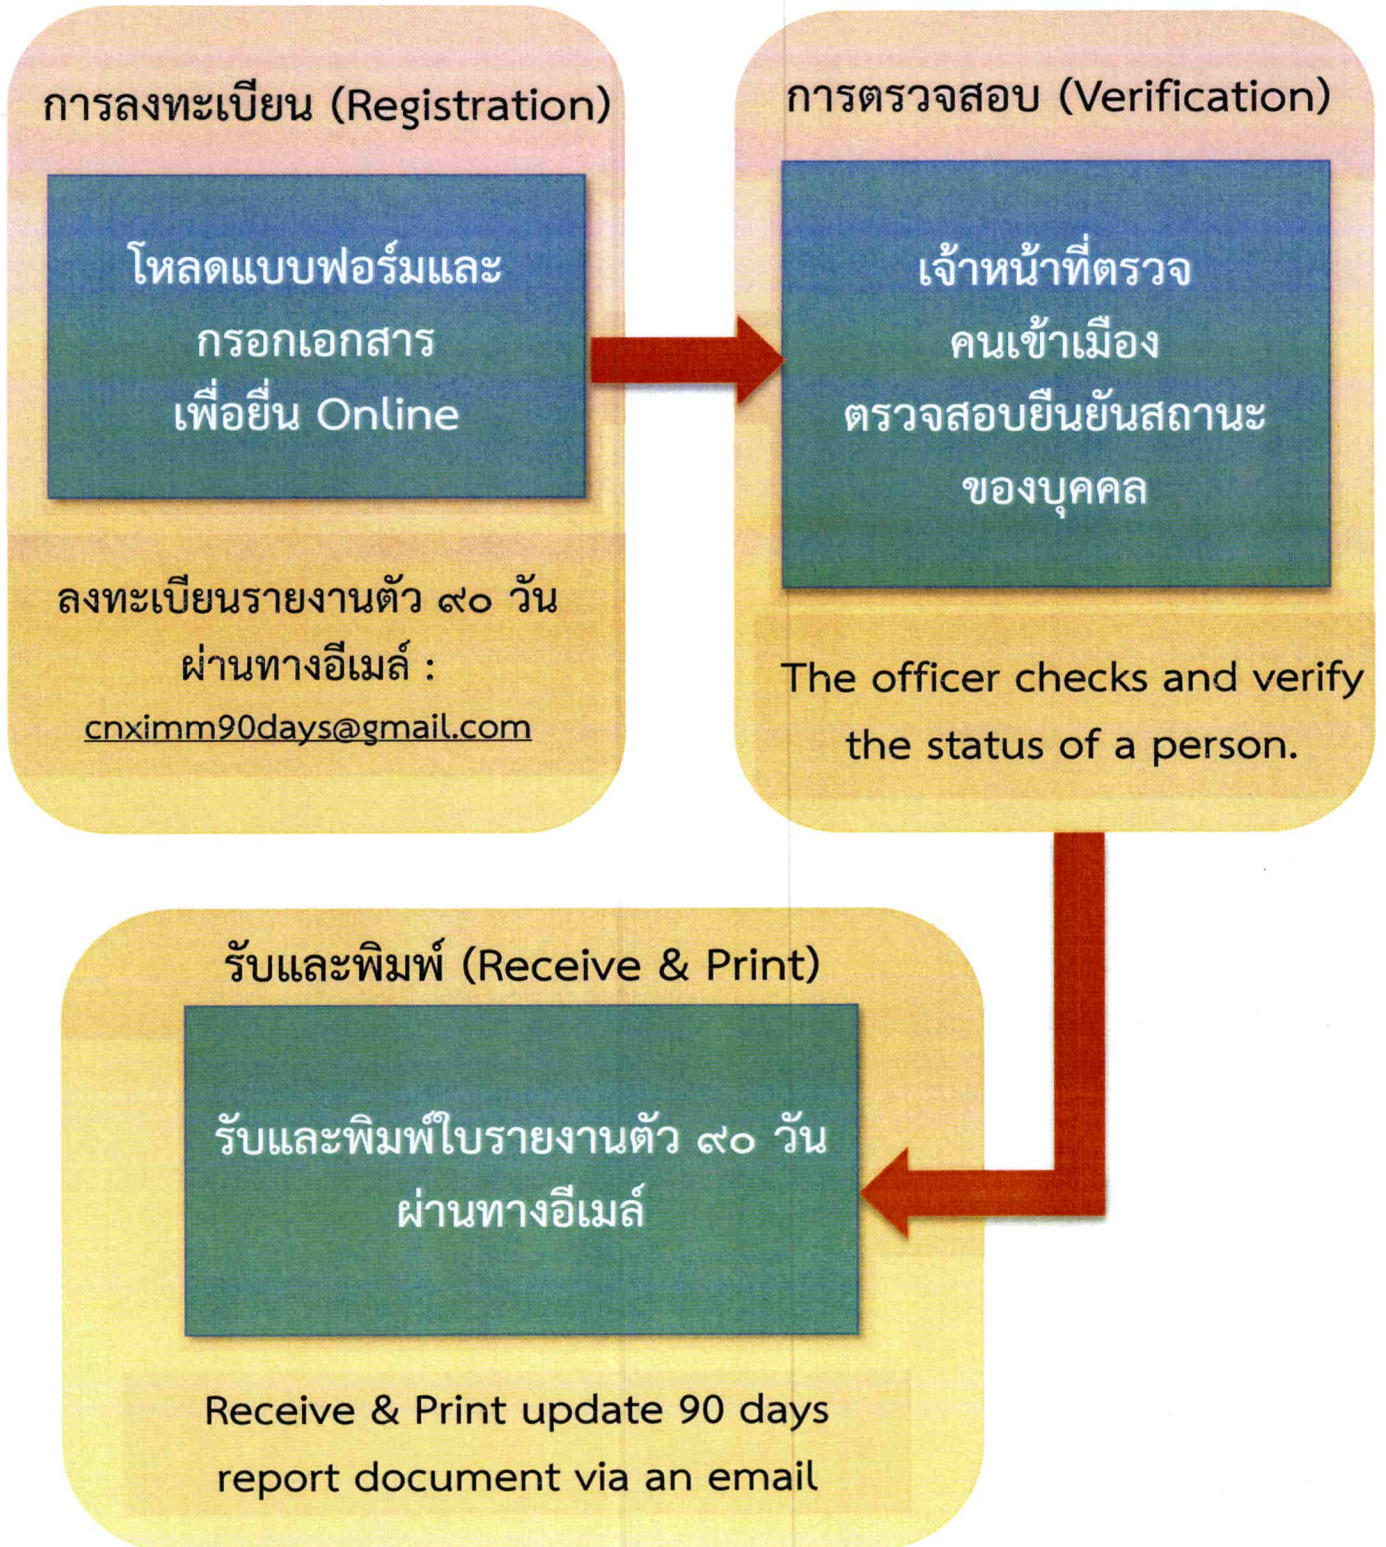 การลงทะเบียน (Registration)
โหลดแบบฟอร์มและ
กรอกเอกสาร
เพื่อยื่น Online
ลงทะเบียนรายงานตัว ๙๐ วัน
ผ่านทางอีเมล์ :
cnximm90days@gmail.com
การตรวจสอบ (Verification)
เจ้าหน้าที่ตรวจ
คนเข้าเมือง
ตรวจสอบยืนยันสถานะ
ของบุคคล
The officer checks and verify
the status of a person.
รับและพิมพ์ (Receive & Print)
รับและพิมพ์ใบรายงานตัว ๙๐ วัน
ผ่านทางอีเมล์
Receive & Print update 90 days
report document via an email